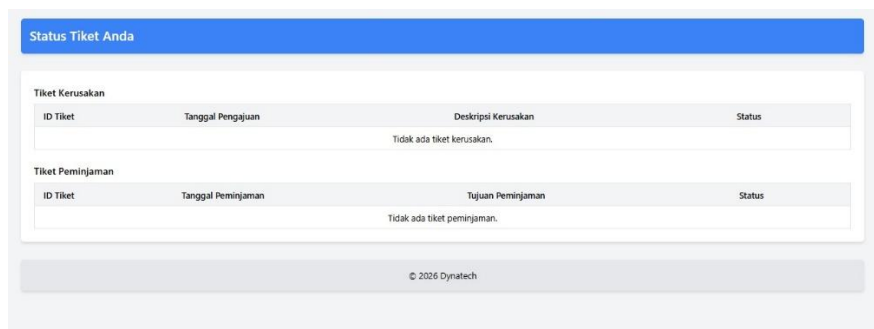 Status Tiket Anda
Tiket Kerusakan
ID Tiket Tanggal Pengajuan Deskripsi Kerusakan Status
Tidak ada tiket kerusakan.
Tiket Peminjaman
ID Tiket Tanggal Peminjaman Tujuan Peminjaman Status
Tidak ada tiket peminjaman.
© 2026 Dynatech